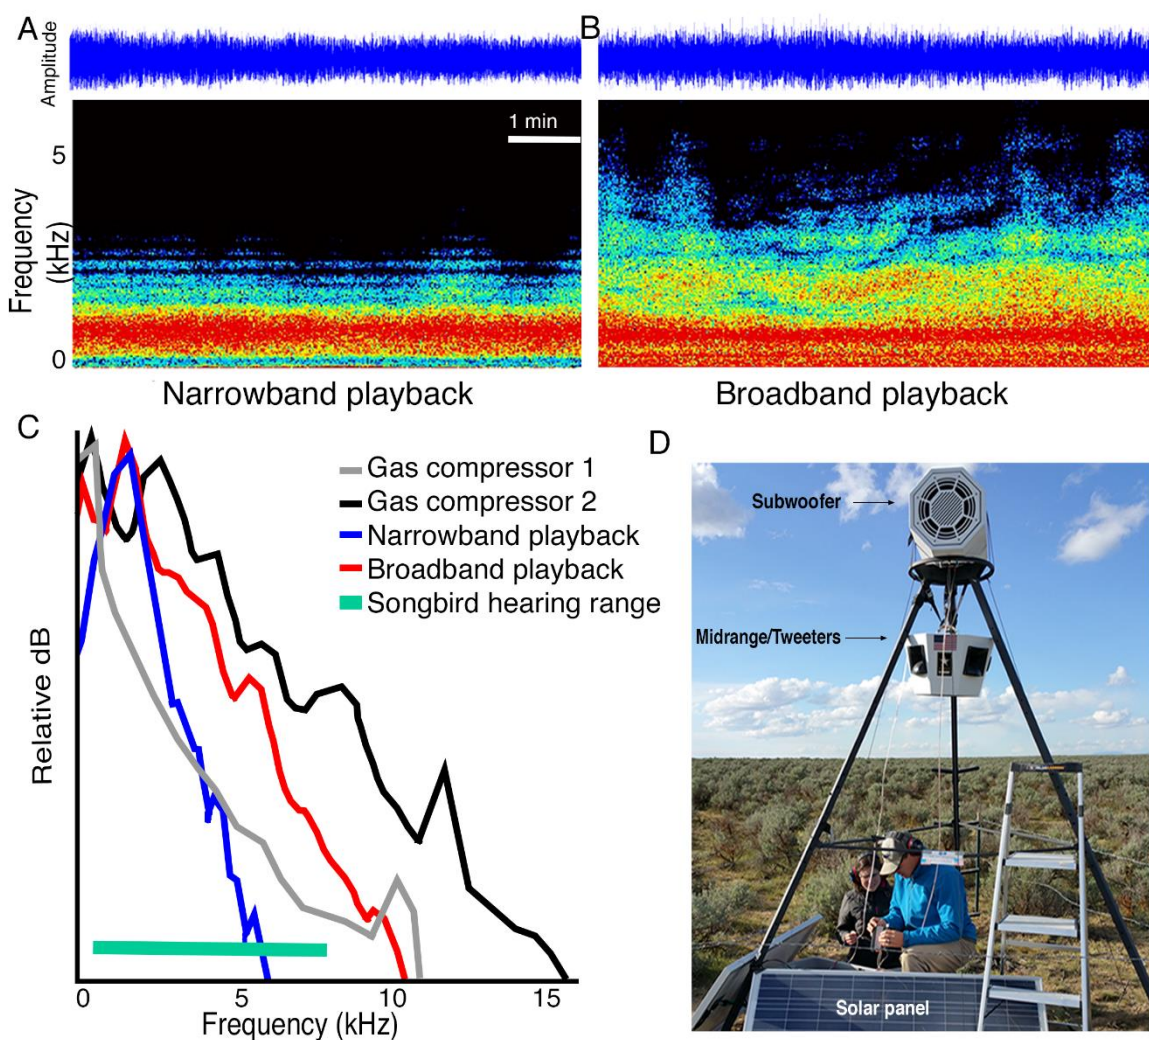 A
B
Amplitude
1 min
5
Frequency
(kHz)
0
Narrowband playback
Broadband playback
C
Gas compressor 1
Gas compressor 2
Narrowband playback
Broadband playback
Songbird hearing range
Relative dB
0
5
10
15
Frequency (kHz)
D
Subwoofer
Midrange/Tweeters
Solar panel